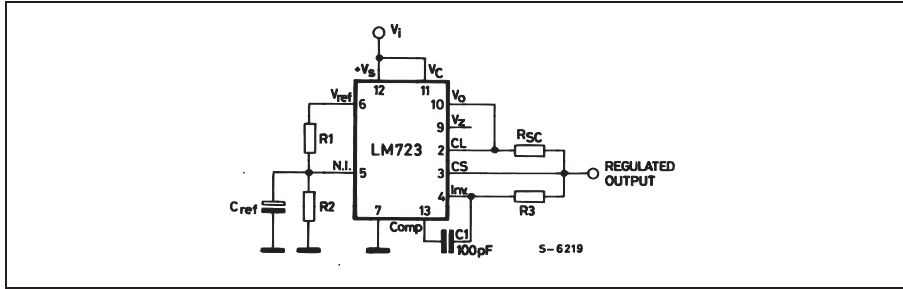 Vi
+Vs
VC
12
11
Vref
6
10
Vo
9
Vz
R1
LM723
2
CL
RSC
N.I.
5
3
CS
REGULATED
OUTPUT
4
Inv.
Cref
R2
R3
7
13
Comp
C1
100pF
S-6219